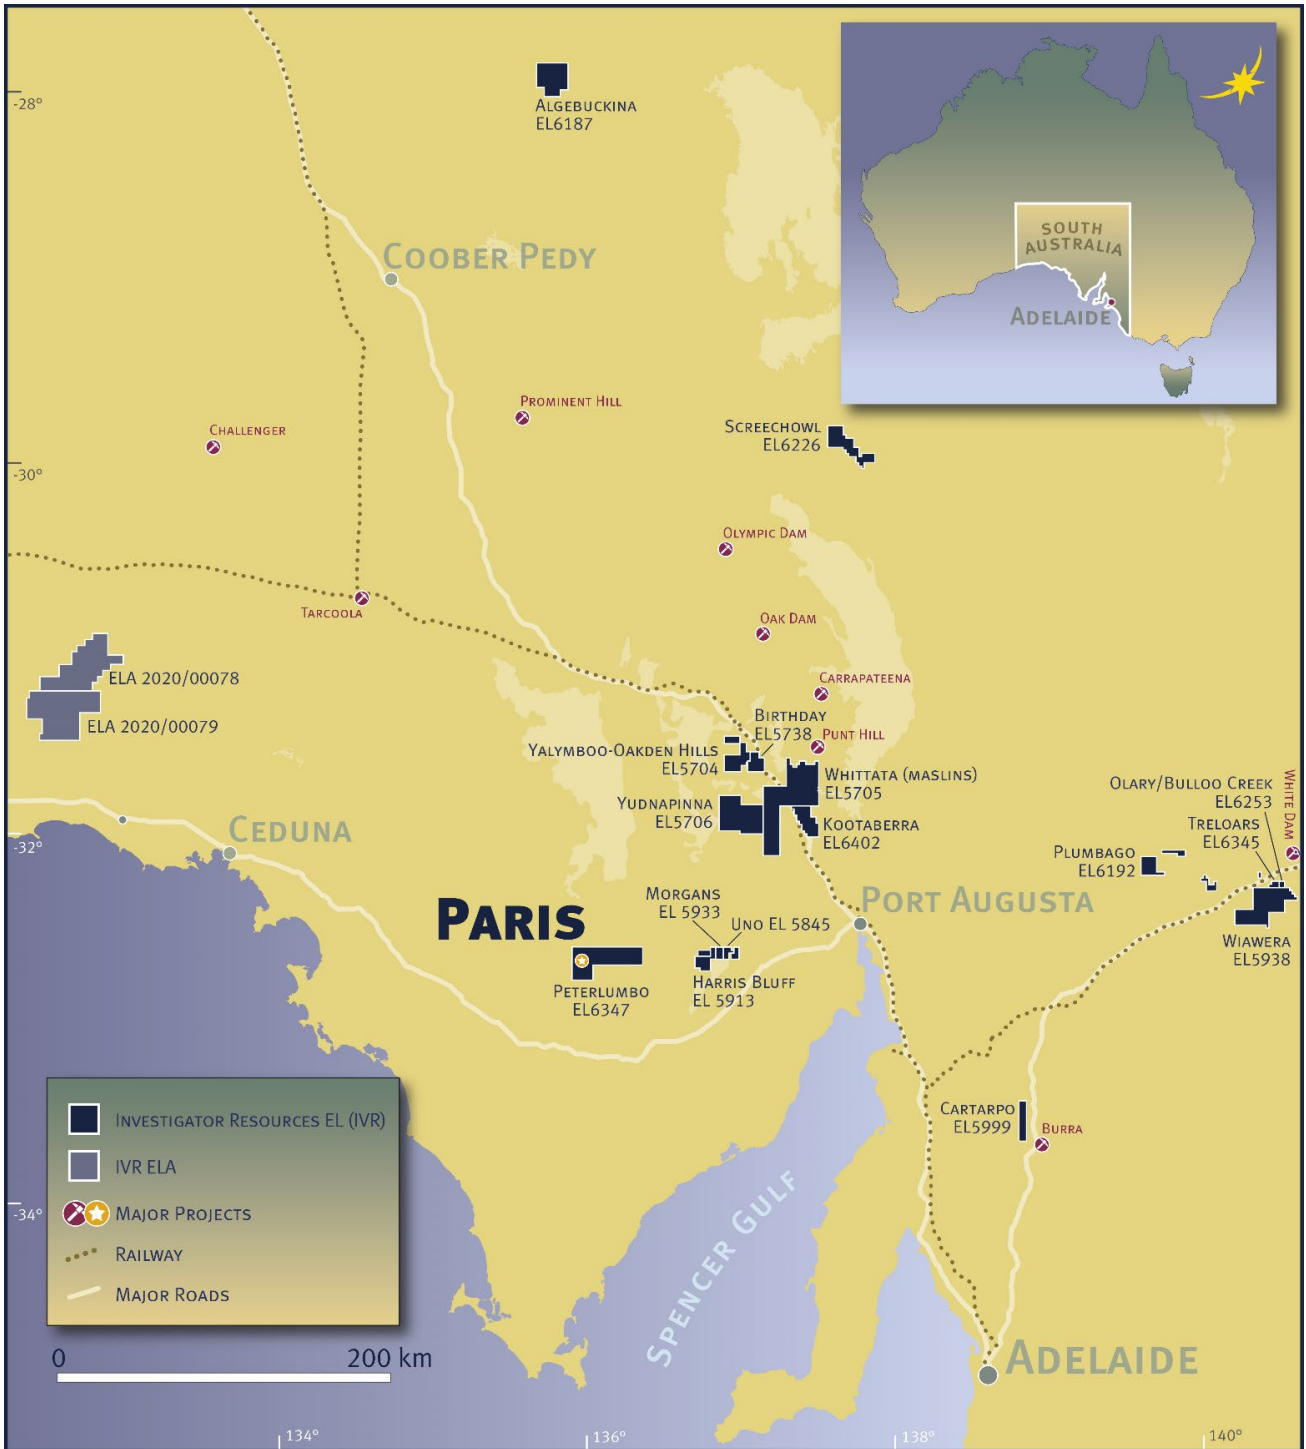 -28°
ALGEBUCKINA
EL6187
SOUTH
AUSTRALIA
ADELAIDE
COOBER PEDY
PROMINENT HILL
CHALLENGER
SCREECHOWL
EL6226
-30°
OLYMPIC DAM
TARCOOLA
OAK DAM
ELA 2020/00078
ELA 2020/00079
CARRAPATEENA
BIRTHDAY
EL5738
PUNT HILL
YALYMBOO-OAKDEN HILLS
EL5704
WHITTATA (MASLINS)
EL5705
YUDNAPINNA
EL5706
KOOTABERRA
EL6402
OLARY/BULLOO CREEK
EL6253
WHITE DAM
TRELOARS
EL6345
PLUMBAGO
EL6192
CEDUNA
-32°
PARIS
MORGANS
EL 5933
UNO EL 5845
PORT AUGUSTA
WIAWERA
EL5938
PETERLUMBO
EL6347
HARRIS BLUFF
EL 5913
CARTARPO
EL5999
BURRA
INVESTIGATOR RESOURCES EL (IVR)
IVR ELA
MAJOR PROJECTS
RAILWAY
MAJOR ROADS
-34°
SPENCER GULF
0 200 km
ADELAIDE
134° 136° 138° 140°